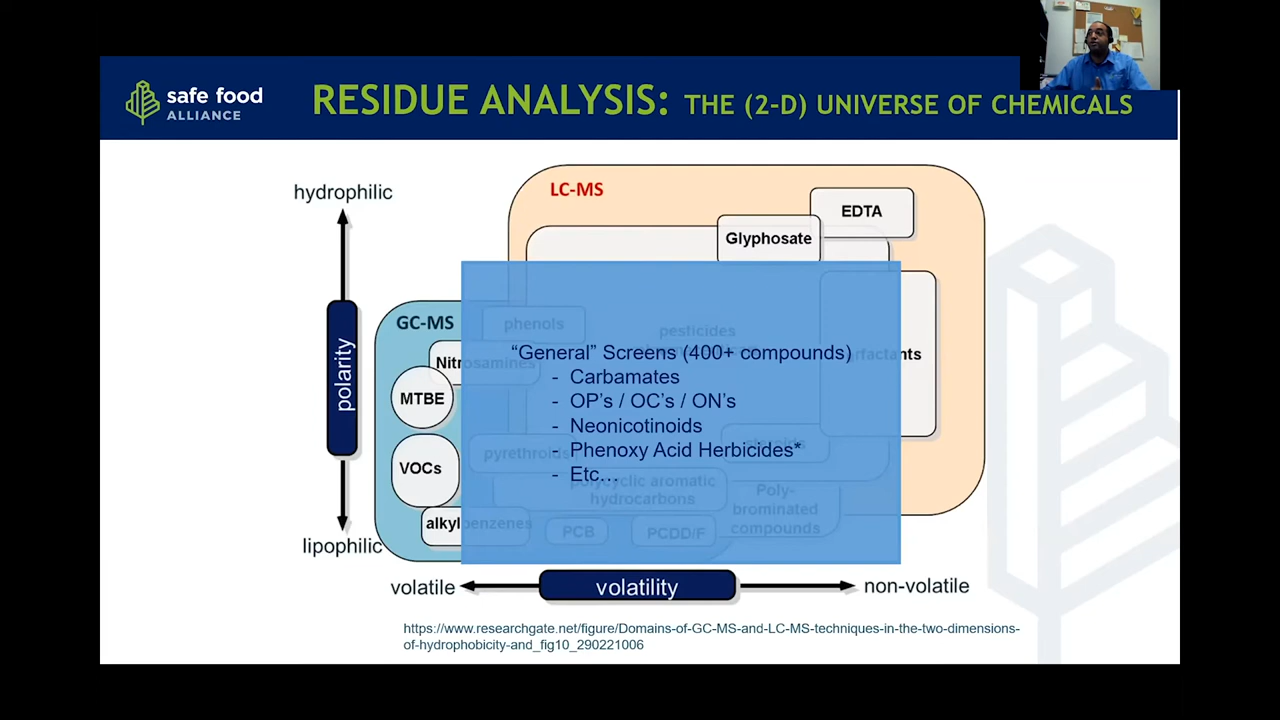 safe food
ALLIANCE
RESIDUE ANALYSIS: THE (2-D) UNIVERSE OF CHEMICALS
hydrophilic
polarity
lipophilic
LC-MS
EDTA
Glyphosate
GC-MS
phenols
pesticides
Nitrosamines
“General” Screens (400+ compounds)
- Carbamates
- OP’s / OC’s / ON’s
- Neonicotinoids
- Phenoxy Acid Herbicides*
- Etc...
MTBE
VOCs
pyrethroids
polycyclic aromatic
hydrocarbons
Poly-
brominated
compounds
alkylbenzenes
PCB
PCDD/F
volatile
volatility
non-volatile
https://www.researchgate.net/figure/Domains-of-GC-MS-and-LC-MS-techniques-in-the-two-dimensions-
of-hydrophobicity-and_fig10_290221006